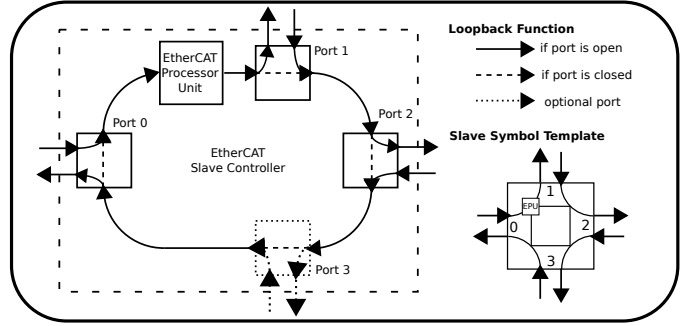 Loopback Function
if port is open
if port is closed
optional port
EtherCAT
Processor
Unit
Port 1
Port 0
Port 2
EtherCAT
Slave Controller
Port 3
Slave Symbol Template
1
EPU
0
2
3